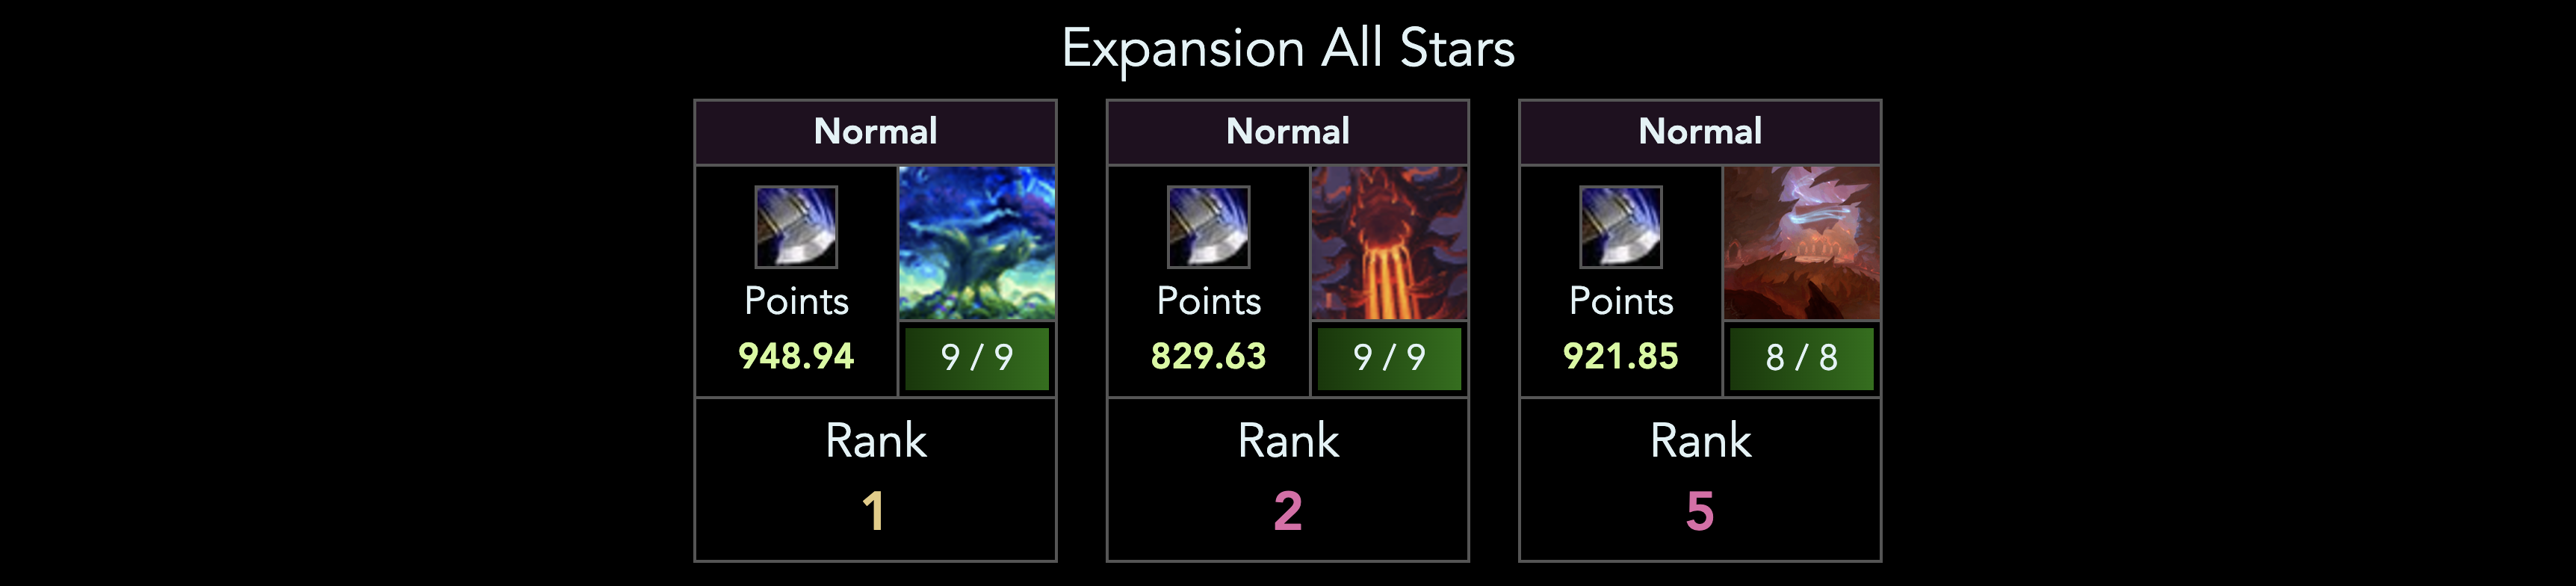 Expansion All Stars
Normal
Points
948.94
9 / 9
Rank
1
Normal
Points
829.63
9 / 9
Rank
2
Normal
Points
921.85
8 / 8
Rank
5